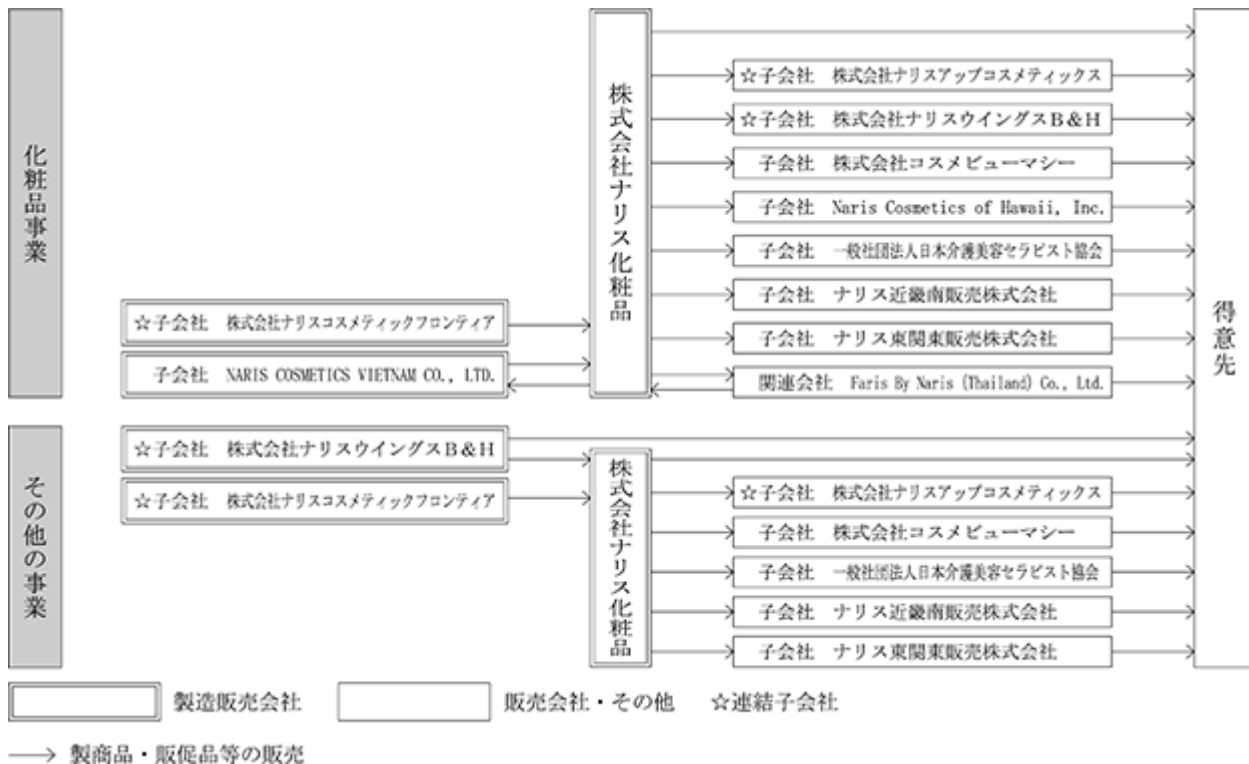 化粧品事業
株式会社ナリス化粧品
☆子会社 株式会社ナリスアップコスメティックス
☆子会社 株式会社ナリスウイングスB＆H
子会社 株式会社コスメビューマシー
子会社 Naris Cosmetics of Hawaii, Inc.
子会社 一般社団法人日本介護美容セラピスト協会
子会社 ナリス近畿南販売株式会社
子会社 ナリス東関東販売株式会社
関連会社 Faris By Naris (Thailand) Co., Ltd.
☆子会社 株式会社ナリスコスメティックフロンティア
子会社 NARIS COSMETICS VIETNAM CO., LTD.
得意先
その他の事業
☆子会社 株式会社ナリスウイングスB＆H
☆子会社 株式会社ナリスコスメティックフロンティア
株式会社ナリス化粧品
☆子会社 株式会社ナリスアップコスメティックス
子会社 株式会社コスメビューマシー
子会社 一般社団法人日本介護美容セラピスト協会
子会社 ナリス近畿南販売株式会社
子会社 ナリス東関東販売株式会社
製造販売会社 販売会社・その他 ☆連結子会社
→ 製商品・販促品等の販売